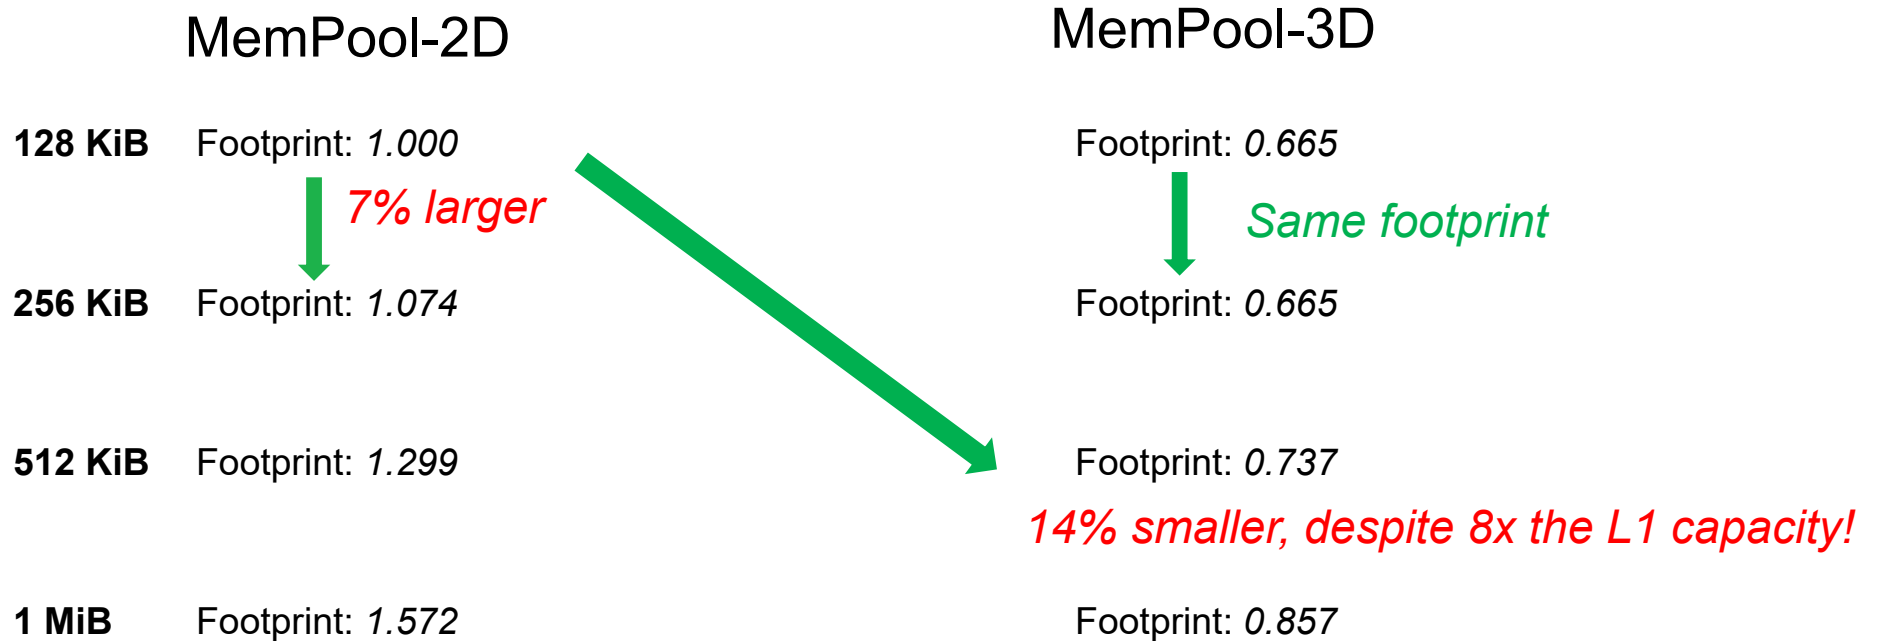 MemPool-2D
MemPool-3D
128 KiB Footprint: 1.000 Footprint: 0.665
7% larger
Same footprint
256 KiB Footprint: 1.074 Footprint: 0.665
512 KiB Footprint: 1.299 Footprint: 0.737
14% smaller, despite 8x the L1 capacity!
1 MiB Footprint: 1.572 Footprint: 0.857